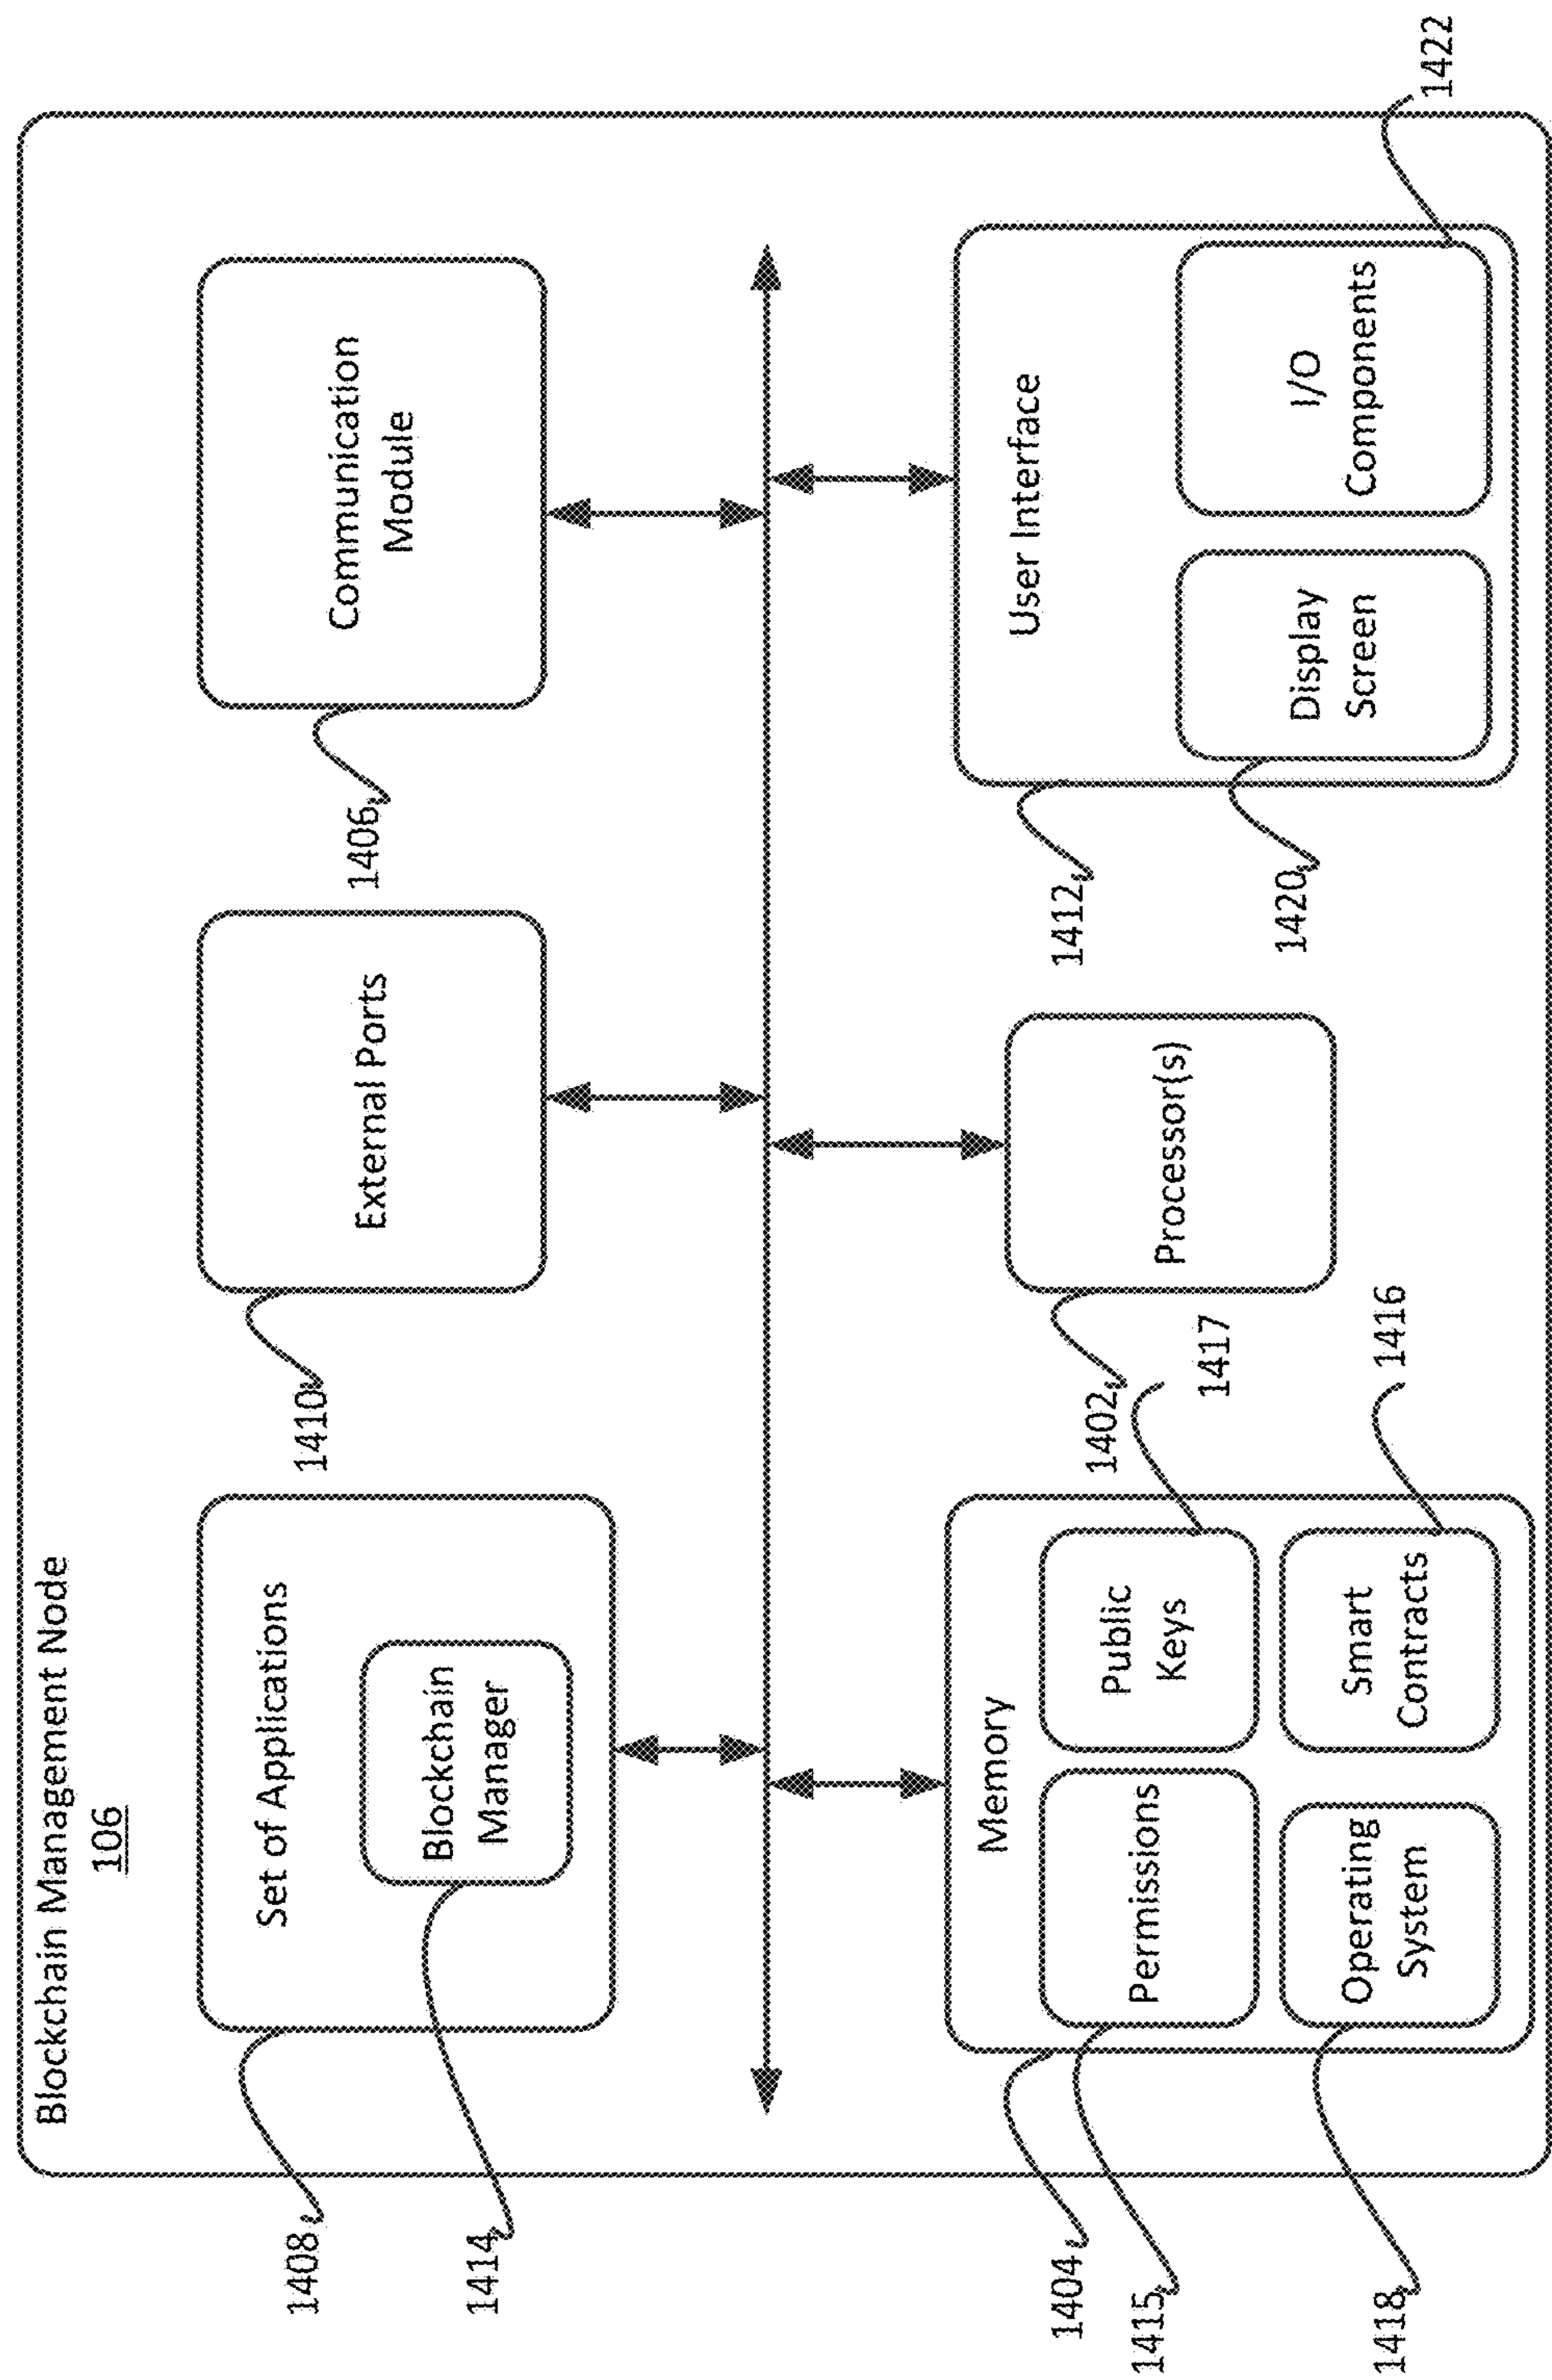 Blockchain Management Node
106
1408
Set of Applications
1414
Blockchain
Manager
1410
External Ports
1406
Communication
Module
1404
Memory
1415
Permissions
Public
Keys
1417
1418
Operating
System
Smart
Contracts
1416
1402
Processor(s)
1412
User Interface
1420
Display
Screen
I/O
Components
1422